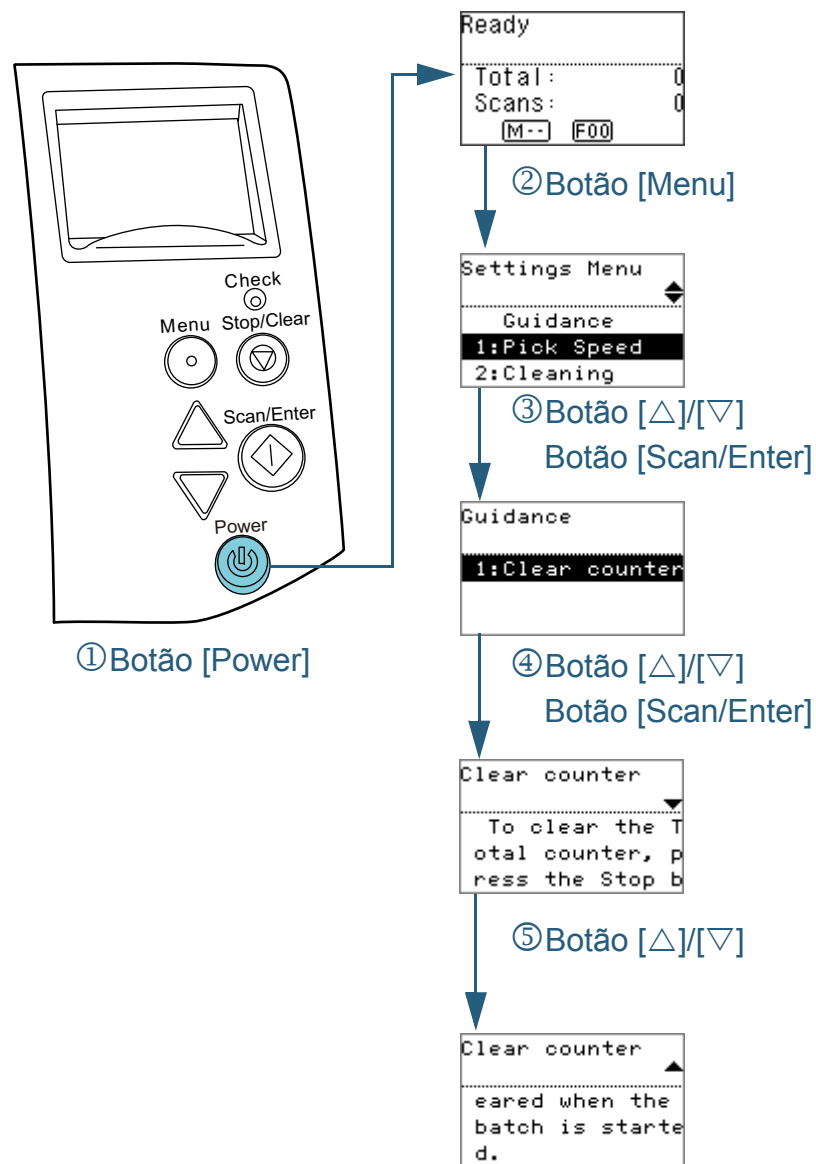 Check
Menu Stop/Clear
Scan/Enter
Power
①Botão [Power]
Ready
Total: 0
Scans: 0
M-- F00
②Botão [Menu]
Settings Menu
Guidance
1:Pick Speed
2:Cleaning
③Botão [△]/[▽]
Botão [Scan/Enter]
Guidance
1:Clear counter
④Botão [△]/[▽]
Botão [Scan/Enter]
Clear counter
To clear the T
otal counter, p
ress the Stop b
⑤Botão [△]/[▽]
Clear counter
eared when the
batch is starte
d.